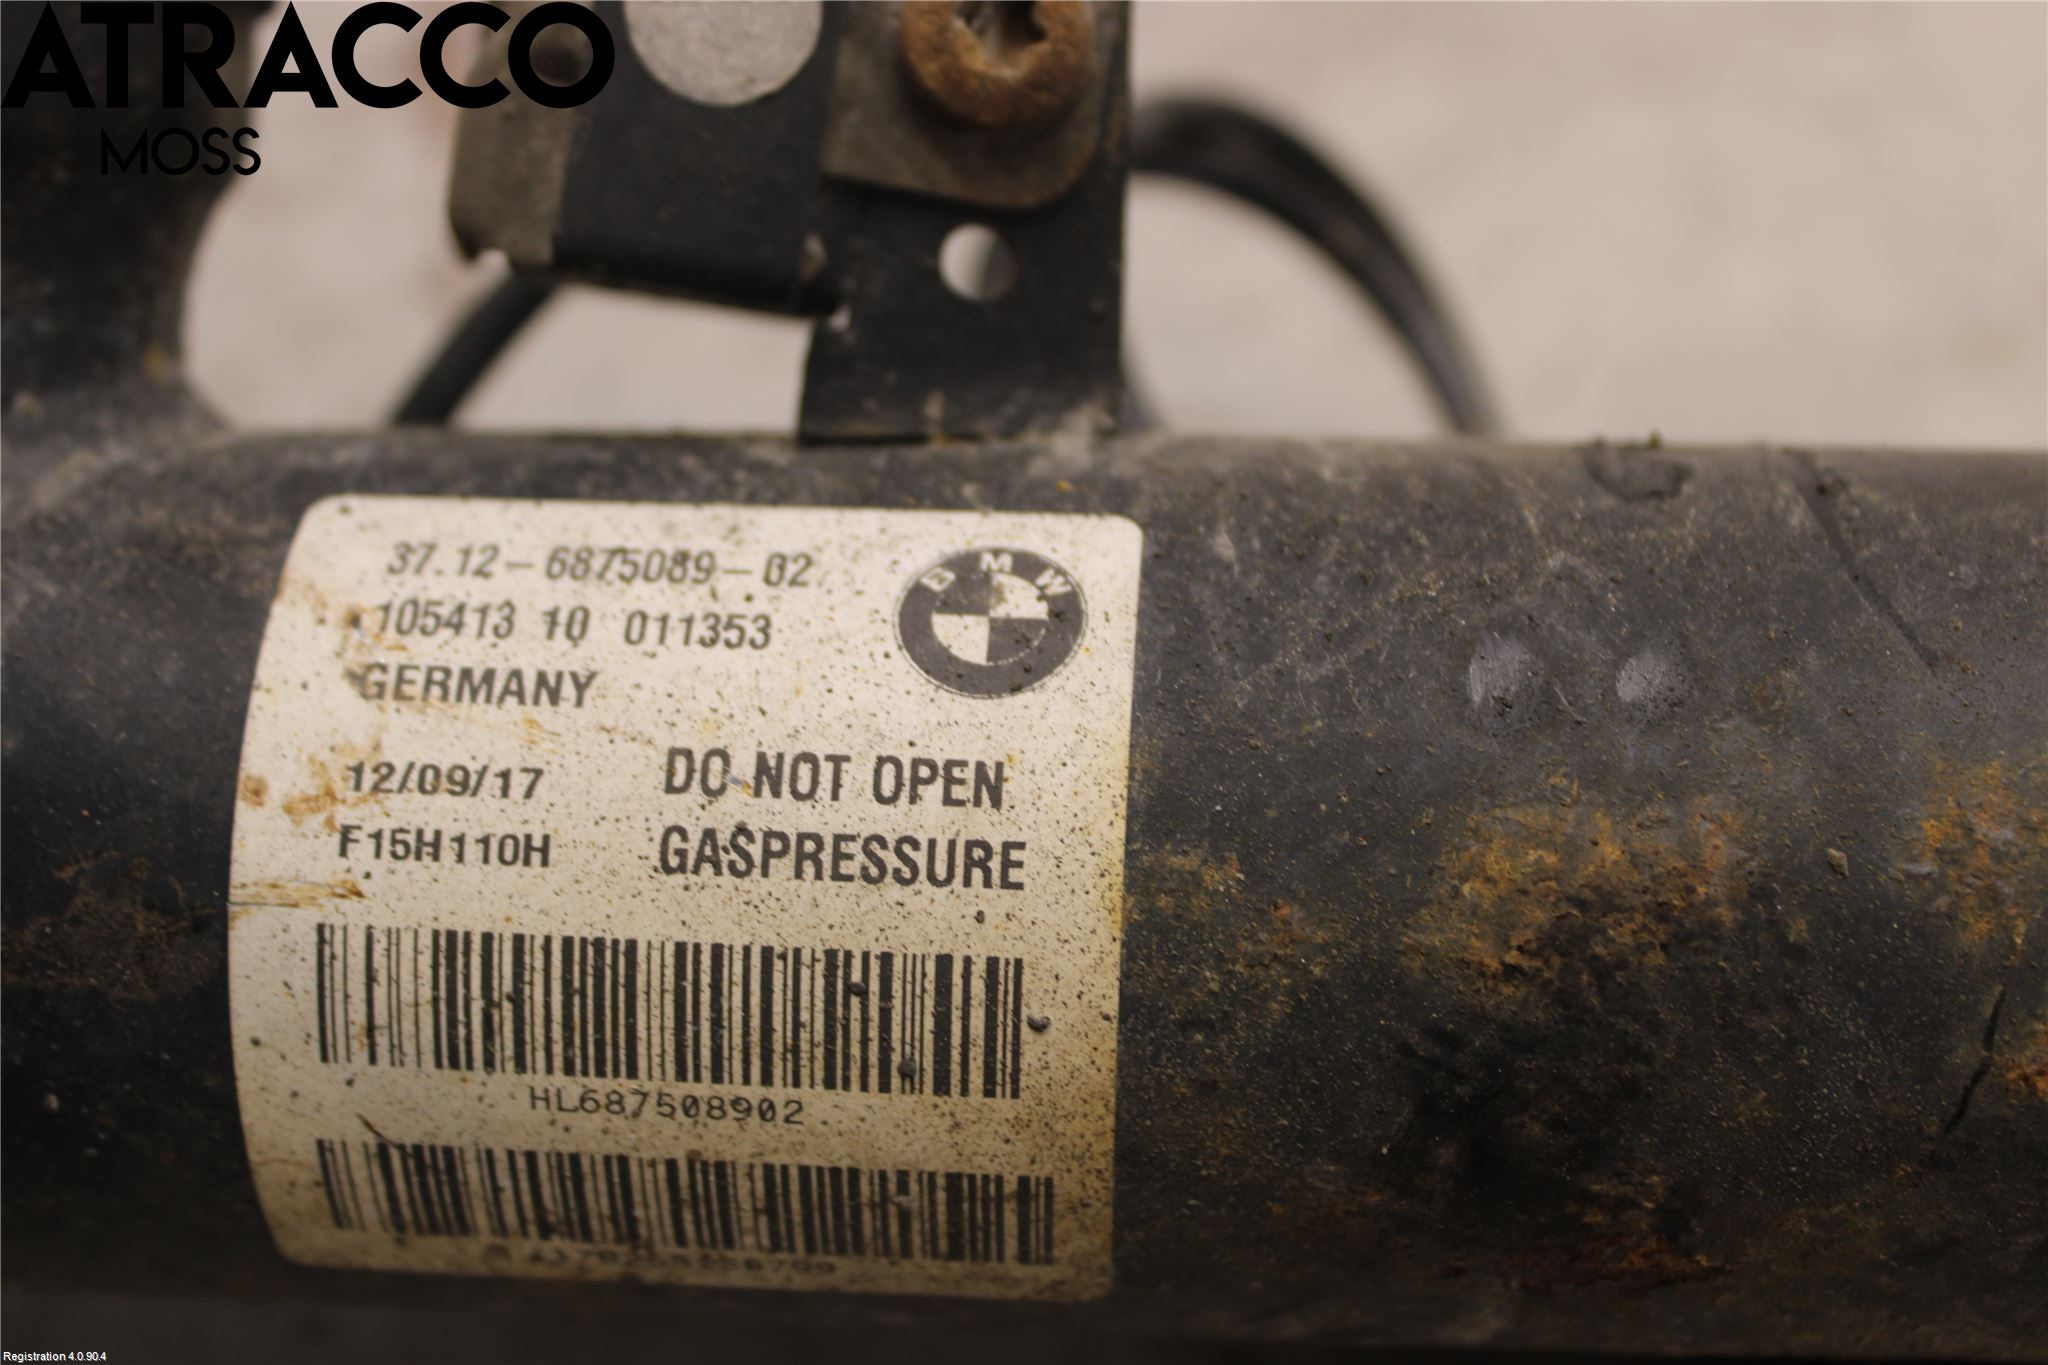 ATRACCO
MOSS
37.12-6875089-02
105413 10 011353
GERMANY
BMW
12/09/17
DO NOT OPEN
F15H110H
GASPRESSURE
HL687508902
Registration 4.0.90.4